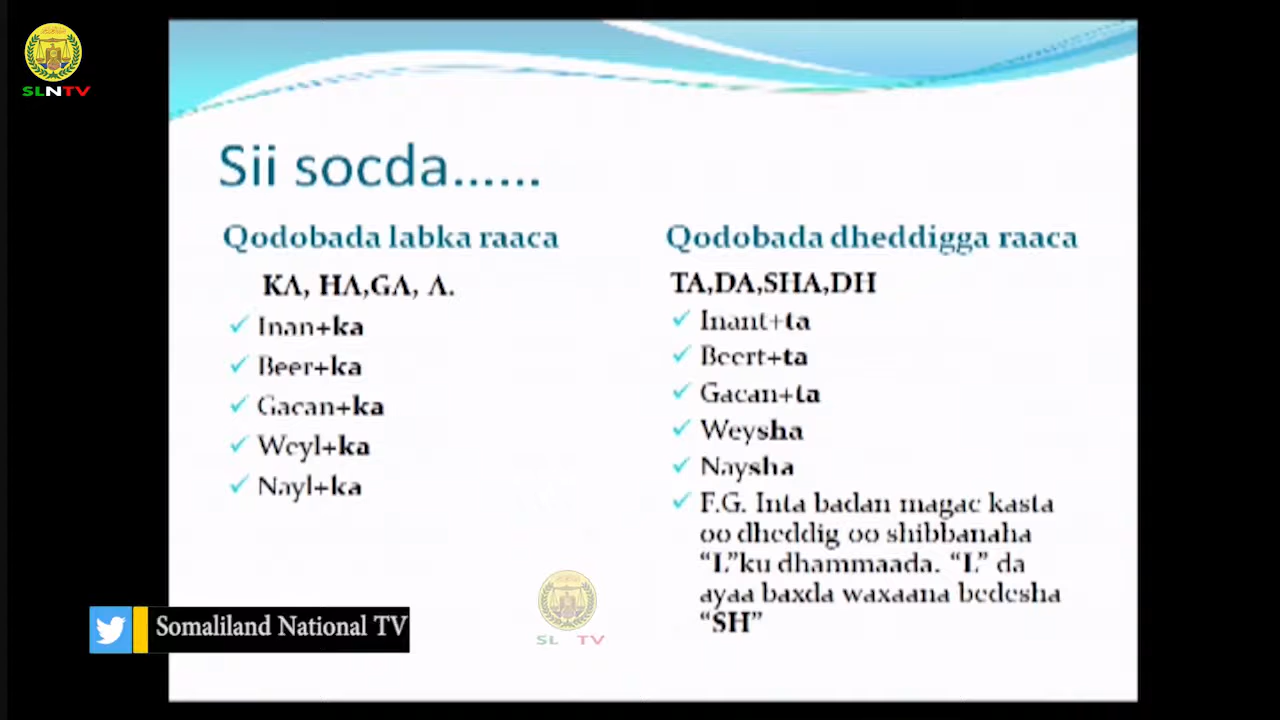 SLNTV
Sii socda......
Qodobada labka raaca
KA, HA,GA, A.
Inan+ka
Beer+ka
Gacan+ka
Weyl+ka
Nayl+ka
Qodobada dheddigga raaca
TA,DA,SHA,DH
Inant+ta
Beert+ta
Gacan+ta
Weysha
Naysha
F.G. Inta badan magac kasta
oo dheddig oo shibbanaha
“L”ku dhammaada. “L” da
ayaa baxda waxaana bedesha
“SH”
SL TV
Somaliland National TV